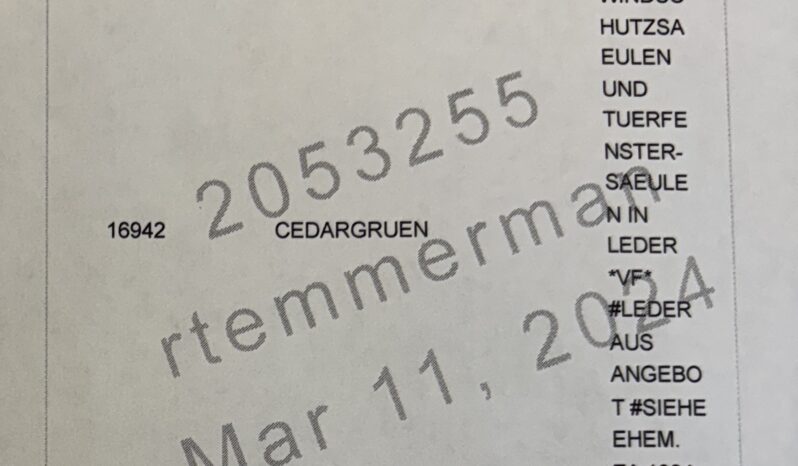 HUTZSA
EULEN
UND
TUERFE
NSTER-
SAEULE
N IN
LEDER
*VF*
#LEDER
AUS
ANGEBO
T #SIEHE
EHEM.
16942 CEDARGRUEN
2053255
rtemmerman
Mar 11, 2024